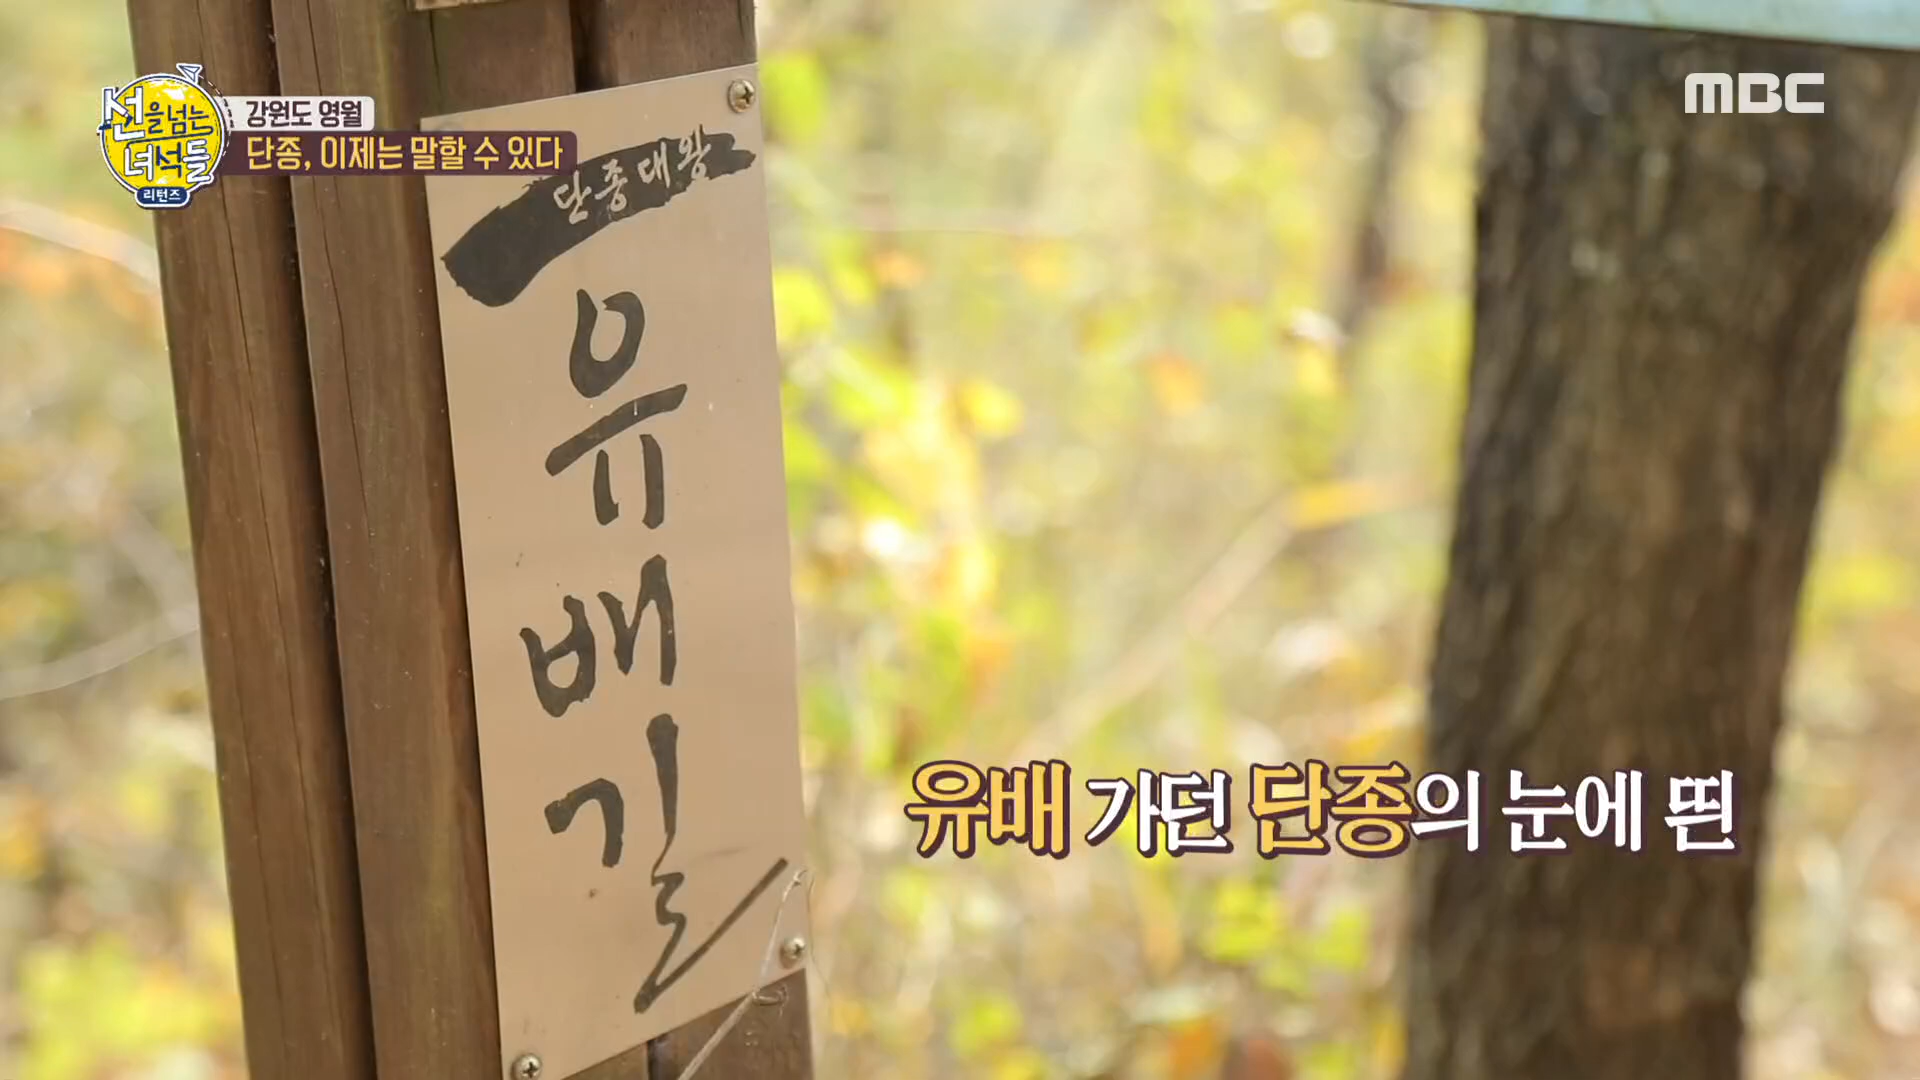 선을 넘는
녀석들
리턴즈
강원도 영월
단종, 이제는 말할 수 있다
MBC
단종대왕
유배길
유배 가던 단종의 눈에 띈